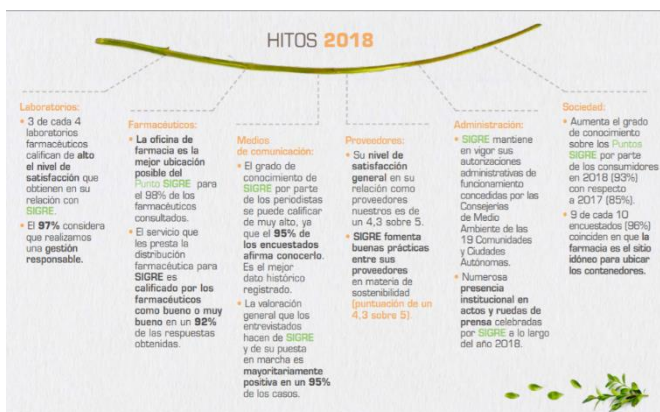 HITOS 2018
Laboratorios:
• 3 de cada 4
laboratorios
farmacéuticos
califican de alto
el nivel de
satisfacción que
obtienen en su
relación con
SIGRE.
• El 97% considera
que realizamos
una gestión
responsable.
Farmacéuticos:
• La oficina de
farmacia es la
mejor ubicación
posible del
Punto SIGRE para
el 98% de los
farmacéuticos
consultados.
• El servicio que
les presta la
distribución
farmacéutica para
SIGRE es
calificado por los
farmacéuticos
como bueno o muy
bueno en un 92%
de las respuestas
obtenidas.
Medios
de comunicación:
• El grado de
conocimiento de
SIGRE por parte
de los periodistas
se puede calificar
de muy alto, ya
que el 95% de
los encuestados
afirma conocerlo.
Es el mejor
dato histórico
registrado.
• La valoración
general que los
entrevistados
hacen de SIGRE
y de su puesta
en marcha es
mayoritariamente
positiva en un 95%
de los casos.
Proveedores:
• Su nivel de
satisfacción
general en su
relación como
proveedores
nuestros es de
un 4,3 sobre 5.
• SIGRE fomenta
buenas prácticas
entre sus
proveedores
en materia de
sostenibilidad
(puntuación de un
4,3 sobre 5).
Administración:
• SIGRE mantiene
en vigor sus
autorizaciones
administrativas de
funcionamiento
concedidas por las
Consejerías
de Medio
Ambiente de las
19 Comunidades
y Ciudades
Autónomas.
• Numerosa
presencia
institucional en
actos y ruedas de
prensa celebradas
por SIGRE a lo largo
del año 2018.
Sociedad:
• Aumenta el grado
de conocimiento
sobre los Puntos
SIGRE por parte
de los consumidores
en 2018 (93%)
con respecto
a 2017 (85%).
• 9 de cada 10
encuestados (96%)
coinciden en que la
farmacia es el sitio
idóneo para ubicar
los contenedores.